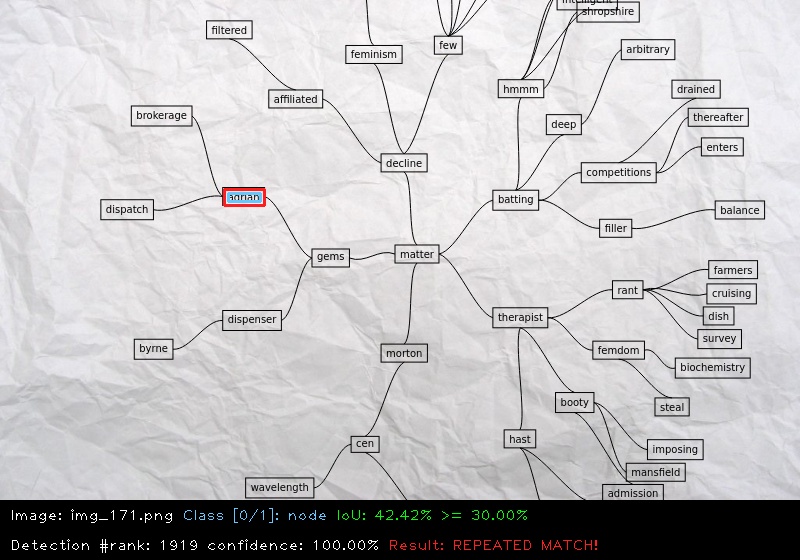 intelligent
shropshire
filtered
few
arbitrary
feminism
hmmm
drained
affiliated
brokerage
thereafter
deep
enters
decline
competitions
batting
dispatch
balance
filler
matter
gems
farmers
rant
cruising
dish
therapist
dispenser
survey
byrne
femdom
morton
biochemistry
booty
steal
hast
cen
imposing
mansfield
wavelength
admission
Image: img_171.png Class [0/1]: node IoU: 42.42% >= 30.00%
Detection #rank: 1919 confidence: 100.00% Result: REPEATED MATCH!